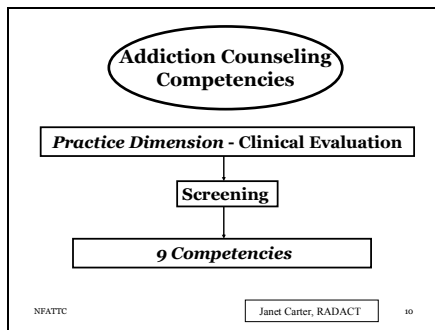 Addiction Counseling
Competencies
Practice Dimension - Clinical Evaluation
Screening
9 Competencies
NFATTC
Janet Carter, RADACT
10